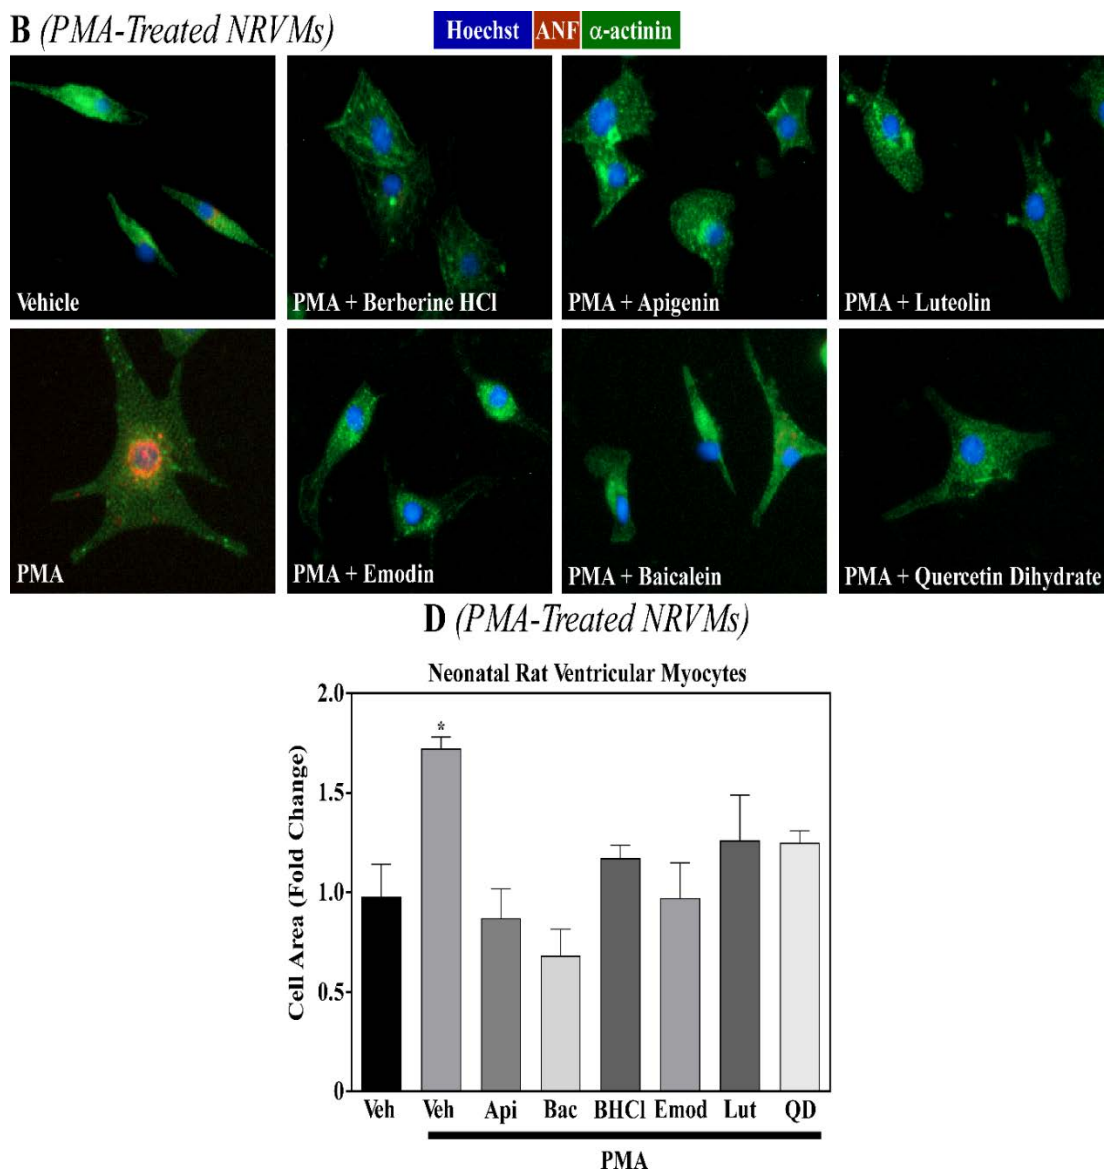 B (PMA-Treated NRVMs)
Hoechst ANF α-actinin
Vehicle
PMA + Berberine HCl
PMA + Apigenin
PMA + Luteolin
PMA
PMA + Emodin
PMA + Baicalein
PMA + Quercetin Dihydrate
D (PMA-Treated NRVMs)
Neonatal Rat Ventricular Myocytes
Cell Area (Fold Change)
2.0
1.5
1.0
0.5
0
*
Veh Veh Api Bac BHCl Emod Lut QD
PMA